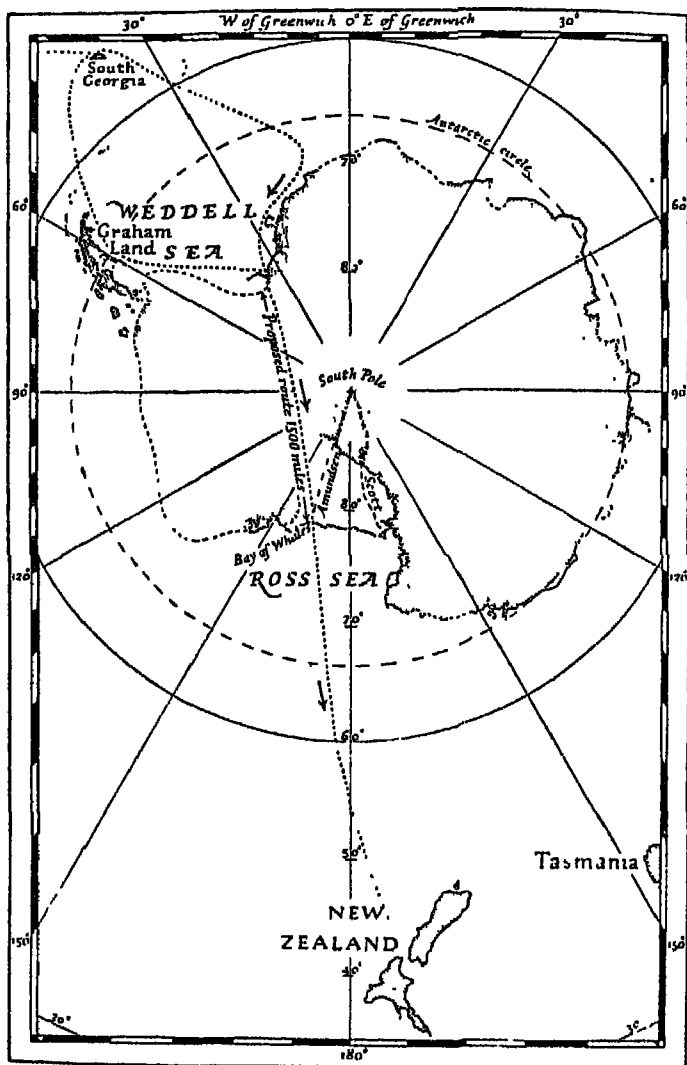 30°
W of Greenwich 0° E of Greenwich
30°
South
Georgia
Antarctic circle
70°
60°
WEDDELL
60°
Graham
Land
SEA
80°
South Pole
90°
90°
Proposed route 1500 miles
Amundsen
Scott
80°
Bay of Whales
ROSS SEA
120°
120°
70°
60°
50°
Tasmania
NEW
ZEALAND
150°
150°
40°
180°